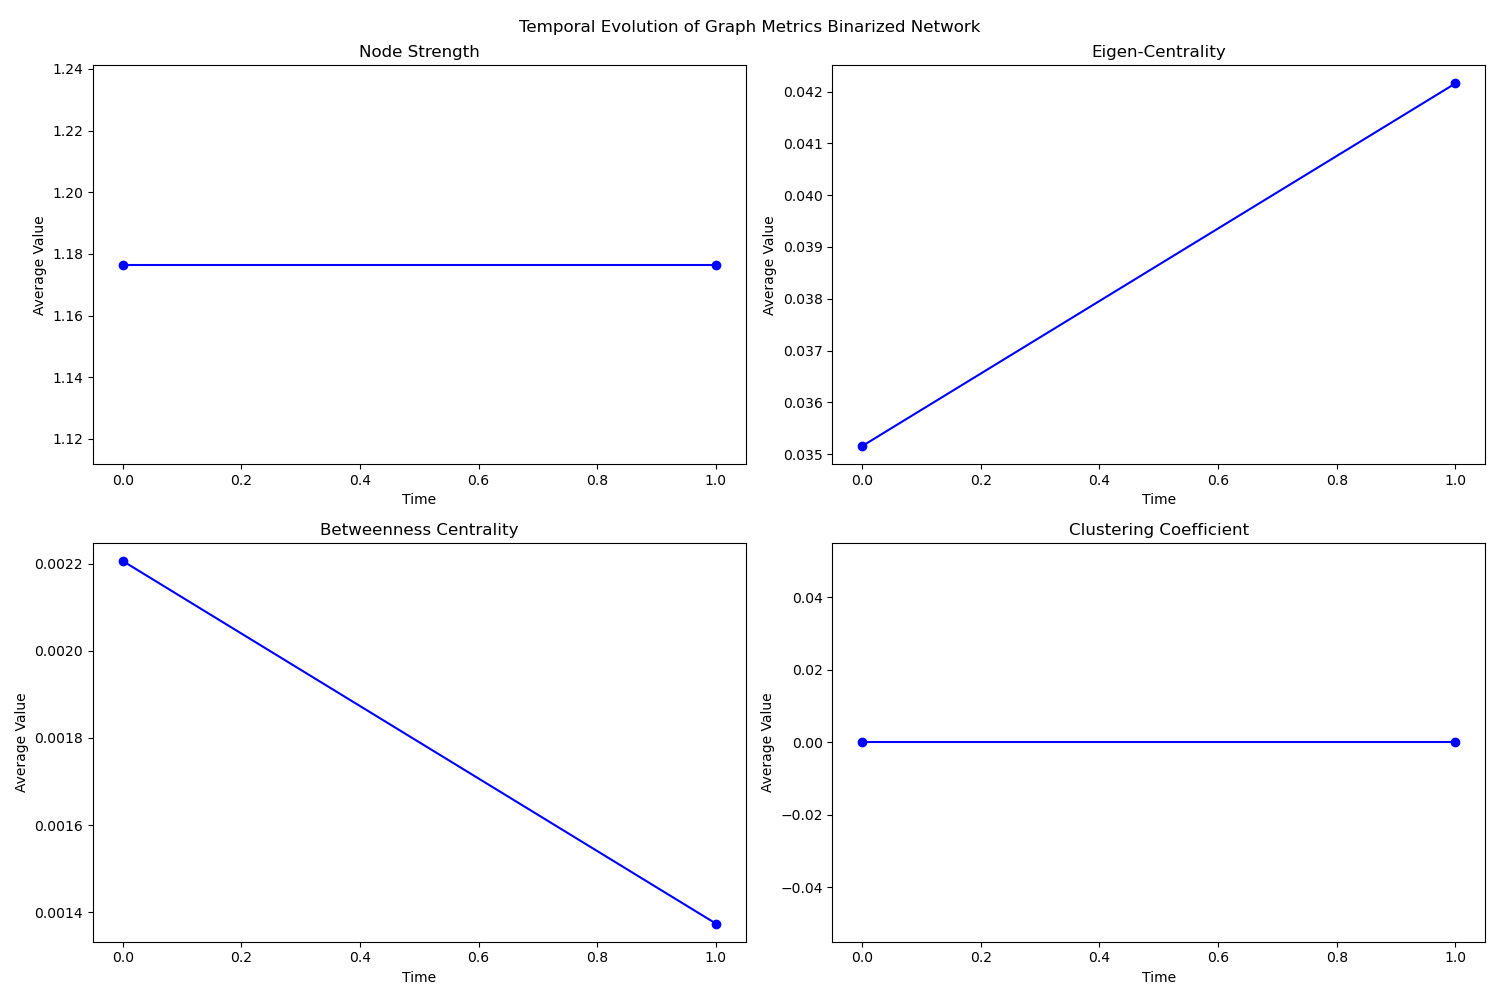 Temporal Evolution of Graph Metrics Binarized Network
Node Strength
1.24
1.22
1.20
1.18
1.16
1.14
1.12
Average Value
0.0 0.2 0.4 0.6 0.8 1.0
Time
Eigen-Centrality
0.042
0.041
0.040
0.039
0.038
0.037
0.036
0.035
Average Value
0.0 0.2 0.4 0.6 0.8 1.0
Time
Betweenness Centrality
0.0022
0.0020
0.0018
0.0016
0.0014
Average Value
0.0 0.2 0.4 0.6 0.8 1.0
Time
Clustering Coefficient
0.04
0.02
0.00
−0.02
−0.04
Average Value
0.0 0.2 0.4 0.6 0.8 1.0
Time